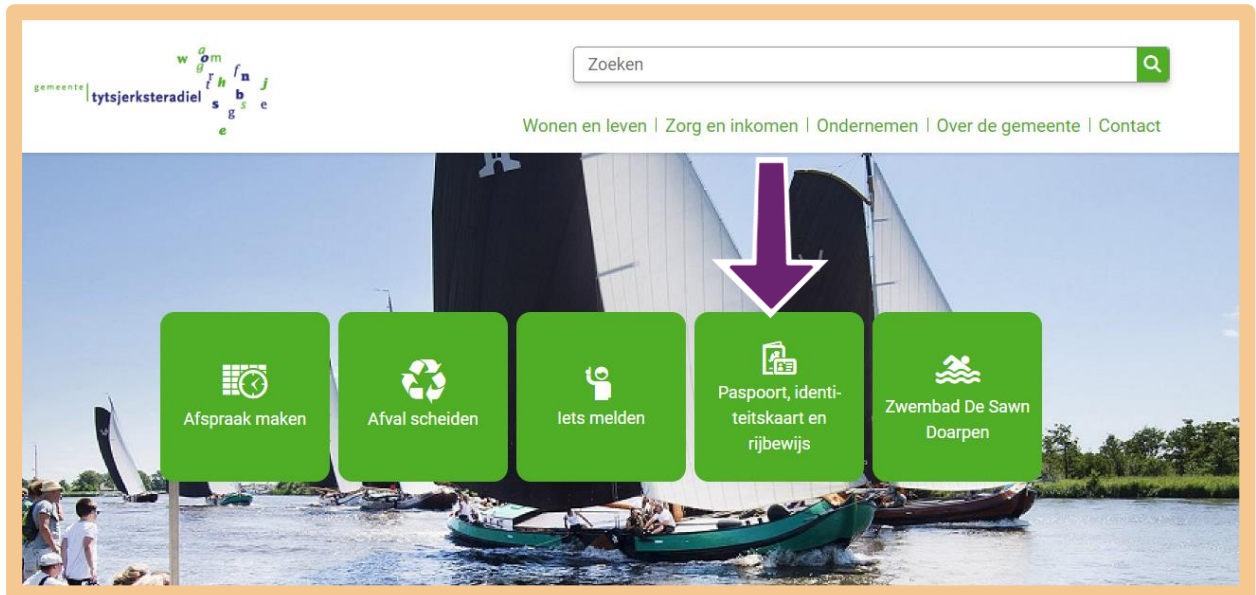 gemeente tytsjerksteradiel
Zoeken
Wonen en leven | Zorg en inkomen | Ondernemen | Over de gemeente | Contact
Afspraak maken
Afval scheiden
Iets melden
Paspoort, identi-
teitskaart en
rijbewijs
Zwembad De Sawn
Doarpen